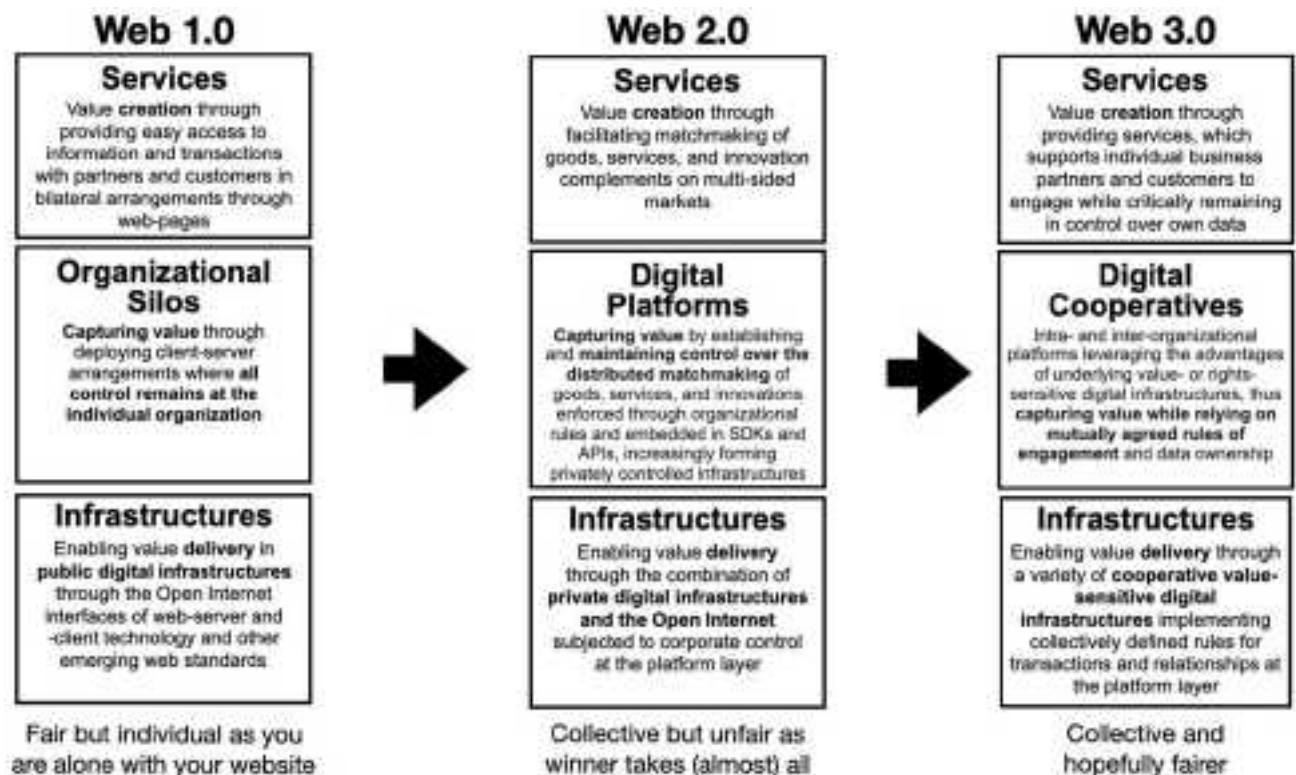 Web 1.0
Services
Value creation through
providing easy access to
information and transactions
with partners and customers in
bilateral arrangements through
web-pages
Organizational
Silos
Capturing value through
deploying client-server
arrangements where all
control remains at the
individual organization
Infrastructures
Enabling value delivery in
public digital infrastructures
through the Open Internet
interfaces of web-server and
-client technology and other
emerging web standards
Fair but individual as you
are alone with your website
Web 2.0
Services
Value creation through
facilitating matchmaking of
goods, services, and innovation
complements on multi-sided
markets
Digital
Platforms
Capturing value by establishing
and maintaining control over the
distributed matchmaking of
goods, services, and innovations
enforced through organizational
rules and embedded in SDKs and
APIs, increasingly forming
privately controlled infrastructures
Infrastructures
Enabling value delivery
through the combination of
private digital infrastructures
and the Open Internet
subjected to corporate control
at the platform layer
Collective but unfair as
winner takes (almost) all
Web 3.0
Services
Value creation through
providing services, which
supports individual business
partners and customers to
engage while critically remaining
in control over own data
Digital
Cooperatives
Intra- and inter-organizational
platforms leveraging the advantages
of underlying value- or rights-
sensitive digital infrastructures, thus
capturing value while relying on
mutually agreed rules of
engagement and data ownership
Infrastructures
Enabling value delivery through
a variety of cooperative value-
sensitive digital
infrastructures implementing
collectively defined rules for
transactions and relationships at
the platform layer
Collective and
hopefully fairer